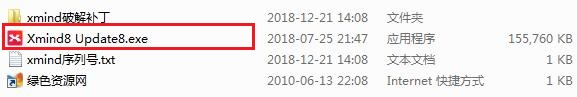 xmind破解补丁 2018-12-21 14:08 文件夹
Xmind8 Update8.exe 2018-07-25 21:47 应用程序 155,760 KB
xmind序列号.txt 2018-12-21 14:08 文本文档 1 KB
绿色资源网 2010-06-13 22:08 Internet 快捷方式 1 KB